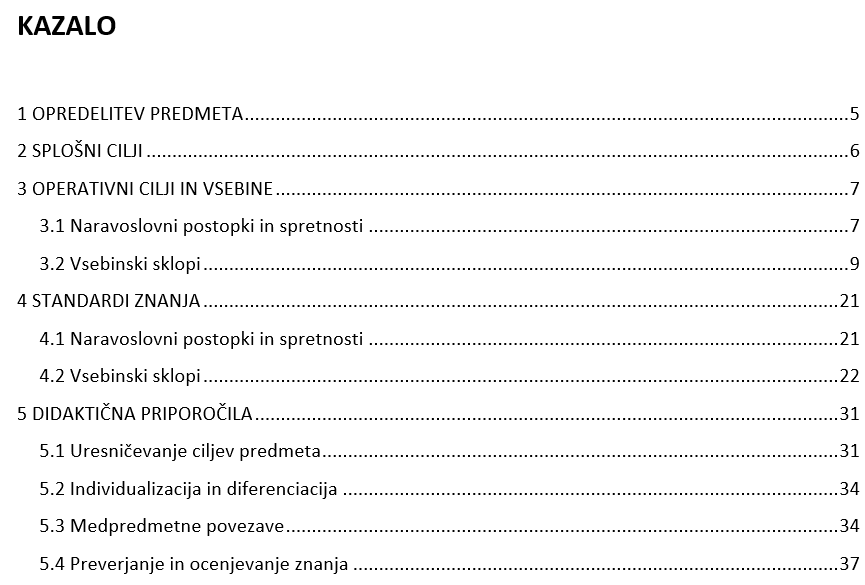 KAZALO
1 OPREDELITEV PREDMETA....................................................................................................................5
2 SPLOŠNI CILJI .......................................................................................................................................6
3 OPERATIVNI CILJI IN VSEBINE..............................................................................................................7
3.1 Naravoslovni postopki in spretnosti ...........................................................................................7
3.2 Vsebinski sklopi............................................................................................................................9
4 STANDARDI ZNANJA..........................................................................................................................21
4.1 Naravoslovni postopki in spretnosti .........................................................................................21
4.2 Vsebinski sklopi..........................................................................................................................22
5 DIDAKTIČNA PRIPOROČILA................................................................................................................31
5.1 Uresničevanje ciljev predmeta...................................................................................................31
5.2 Individualizacija in diferenciacija ..............................................................................................34
5.3 Medpredmetne povezave..........................................................................................................34
5.4 Preverjanje in ocenjevanje znanja ............................................................................................37